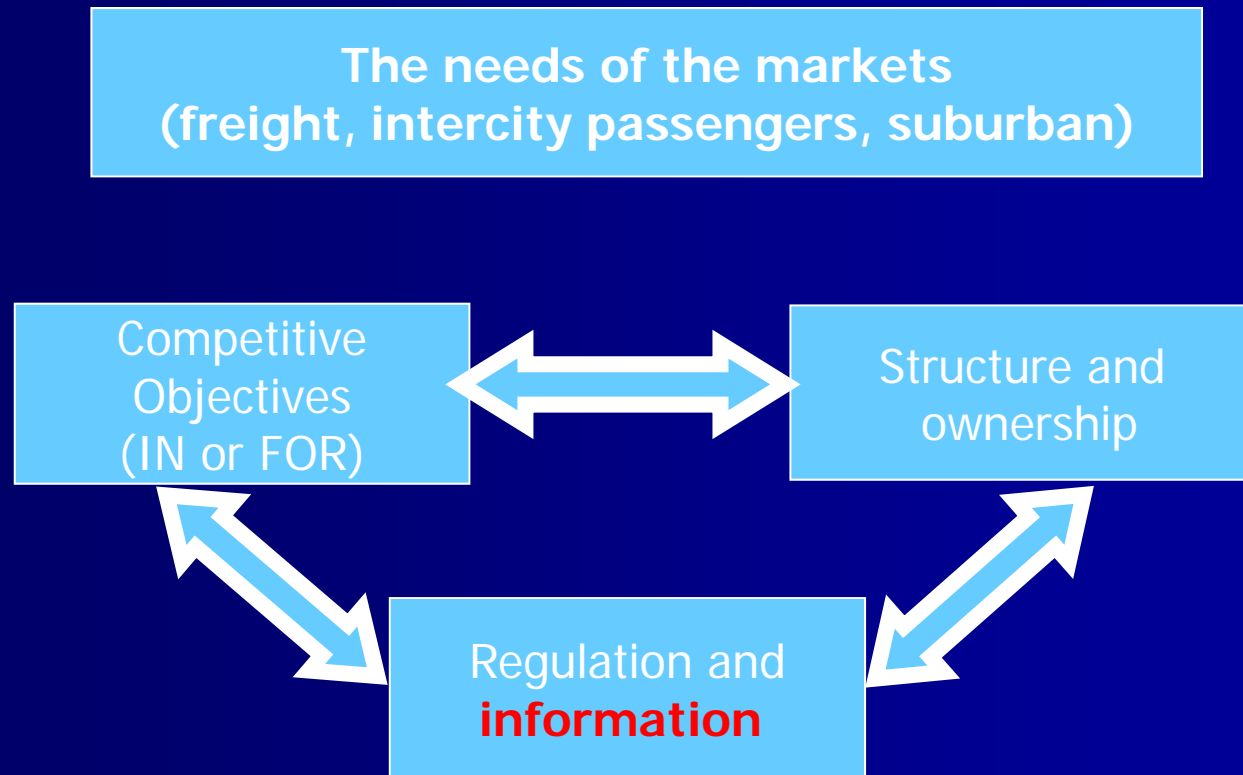 The needs of the markets
(freight, intercity passengers, suburban)
Competitive
Objectives
(IN or FOR)
Structure and
ownership
Regulation and
information